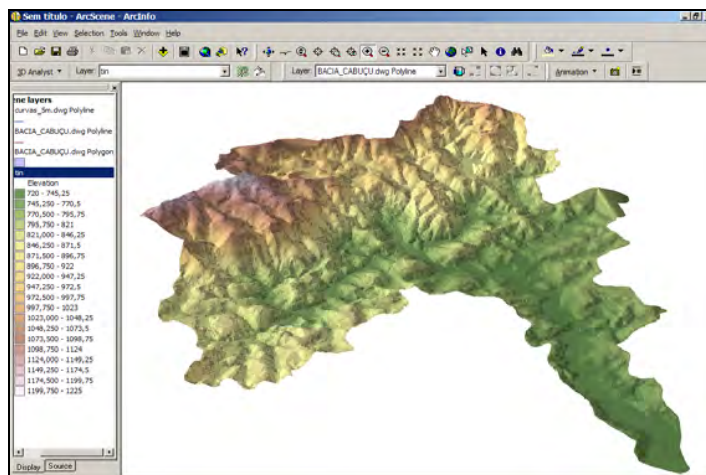 Sem título - ArcScene - ArcInfo
File Edit View Selection Tools Window Help
3D Analyst Layer: tin Layer: BACIA_CABUÇU.dwg Polyline Animation
ne layers
curvas_5m.dwg Polyline
BACIA_CABUÇU.dwg Polyline
BACIA_CABUÇU.dwg Polygon
tin
Elevation
720 - 745,25
745,250 - 770,5
770,500 - 795,75
795,750 - 821
821,000 - 846,25
846,250 - 871,5
871,500 - 896,75
896,750 - 922
922,000 - 947,25
947,250 - 972,5
972,500 - 997,75
997,750 - 1023
1023,000 - 1048,25
1048,250 - 1073,5
1073,500 - 1098,75
1098,750 - 1124
1124,000 - 1149,25
1149,250 - 1174,5
1174,500 - 1199,75
1199,750 - 1225
Display Source